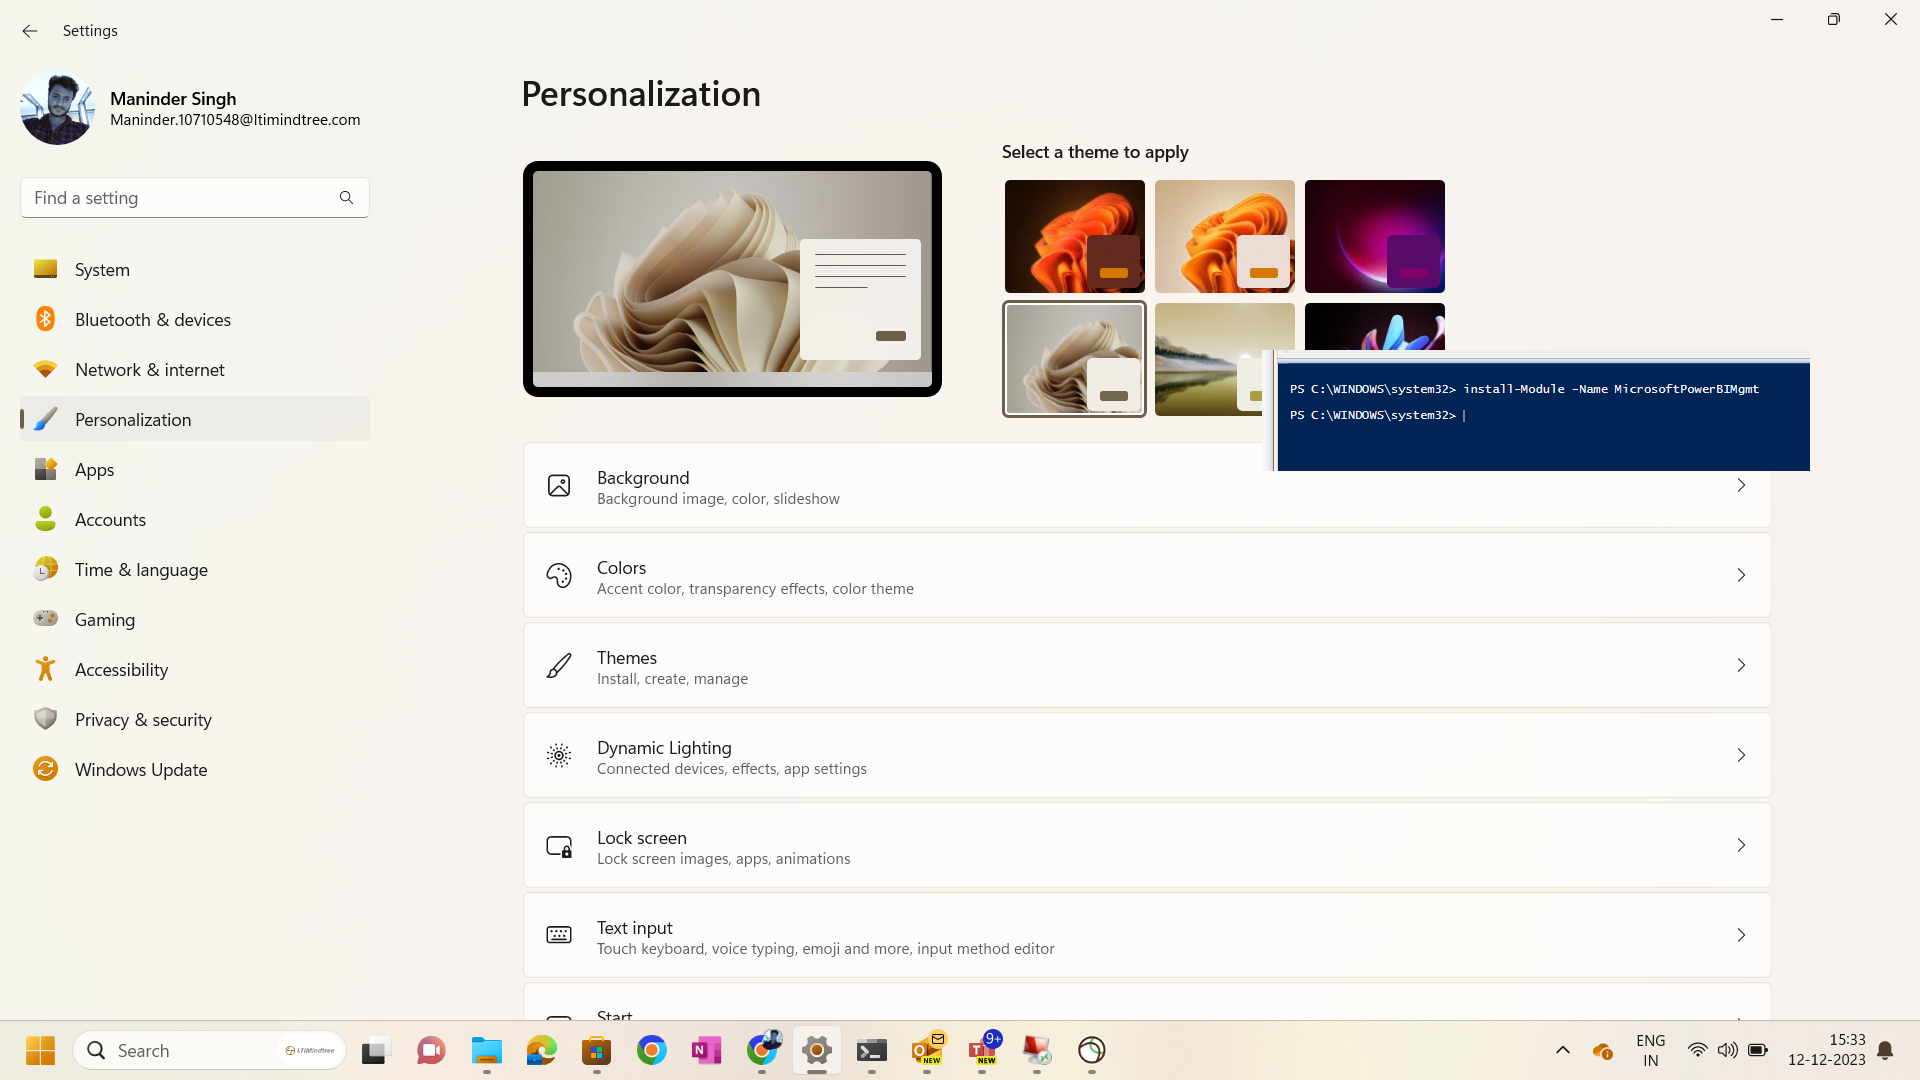 Settings
Maninder Singh
Maninder.10710548@ltimindtree.com
Find a setting
System
Bluetooth & devices
Network & internet
Personalization
Apps
Accounts
Time & language
Gaming
Accessibility
Privacy & security
Windows Update
Personalization
Select a theme to apply
PS C:\WINDOWS\system32> install-Module -Name MicrosoftPowerBIMgmt
PS C:\WINDOWS\system32>
Background
Background image, color, slideshow
Colors
Accent color, transparency effects, color theme
Themes
Install, create, manage
Dynamic Lighting
Connected devices, effects, app settings
Lock screen
Lock screen images, apps, animations
Text input
Touch keyboard, voice typing, emoji and more, input method editor
Start
Search
LTIMindtree
N
NEW
9+
T
NEW
ENG
IN
15:33
12-12-2023